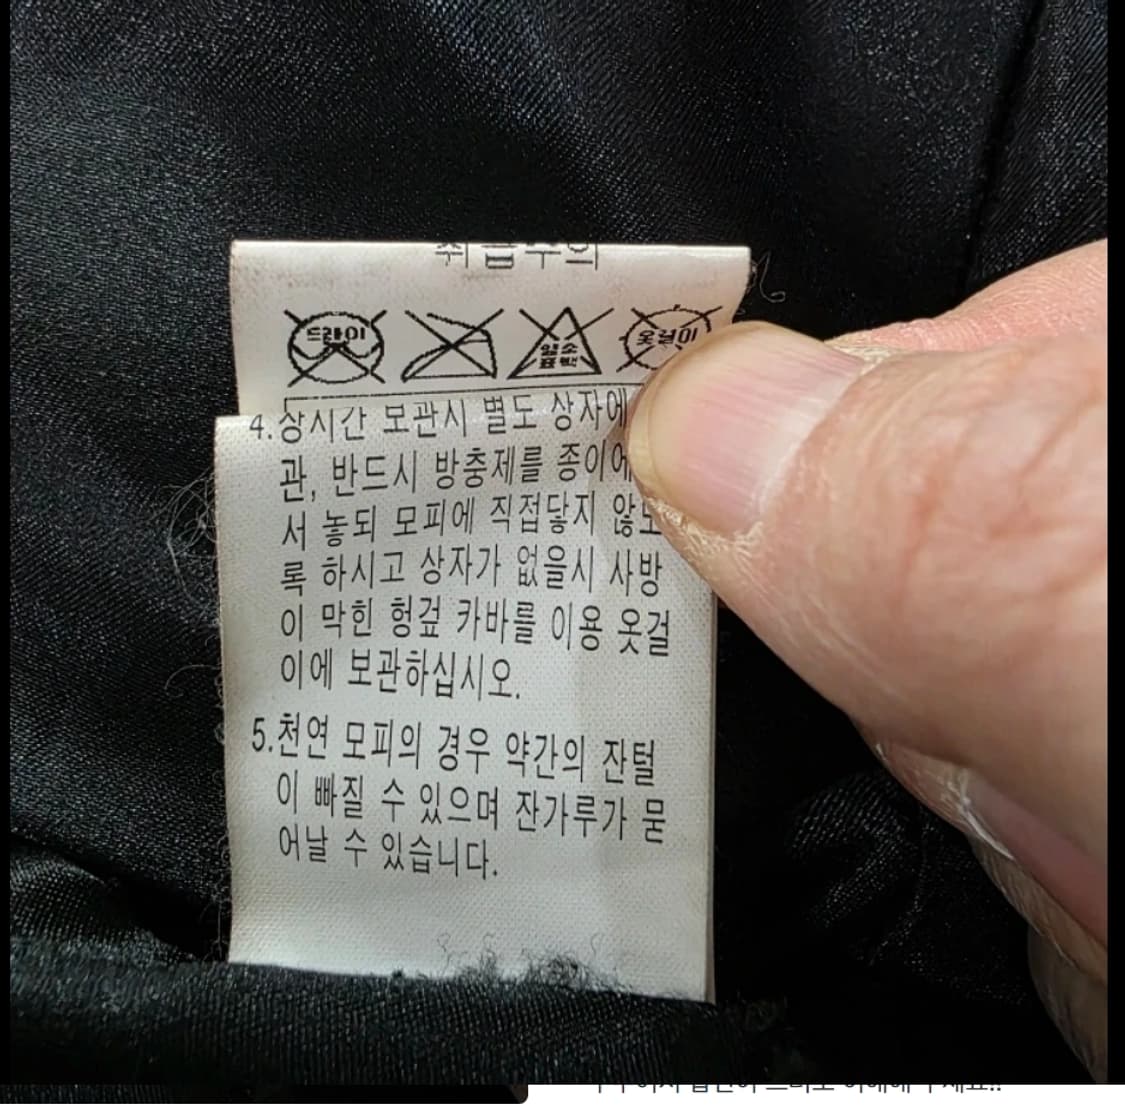 취급주의
드라이
염소
표백
옷걸이
4. 장시간 보관시 별도 상자에
관, 반드시 방충제를 종이에
서 놓되 모피에 직접닿지 않도
록 하시고 상자가 없을시 사방
이 막힌 헝겊 카바를 이용 옷걸
이에 보관하십시오.
5. 천연 모피의 경우 약간의 잔털
이 빠질 수 있으며 잔가루가 묻
어날 수 있습니다.